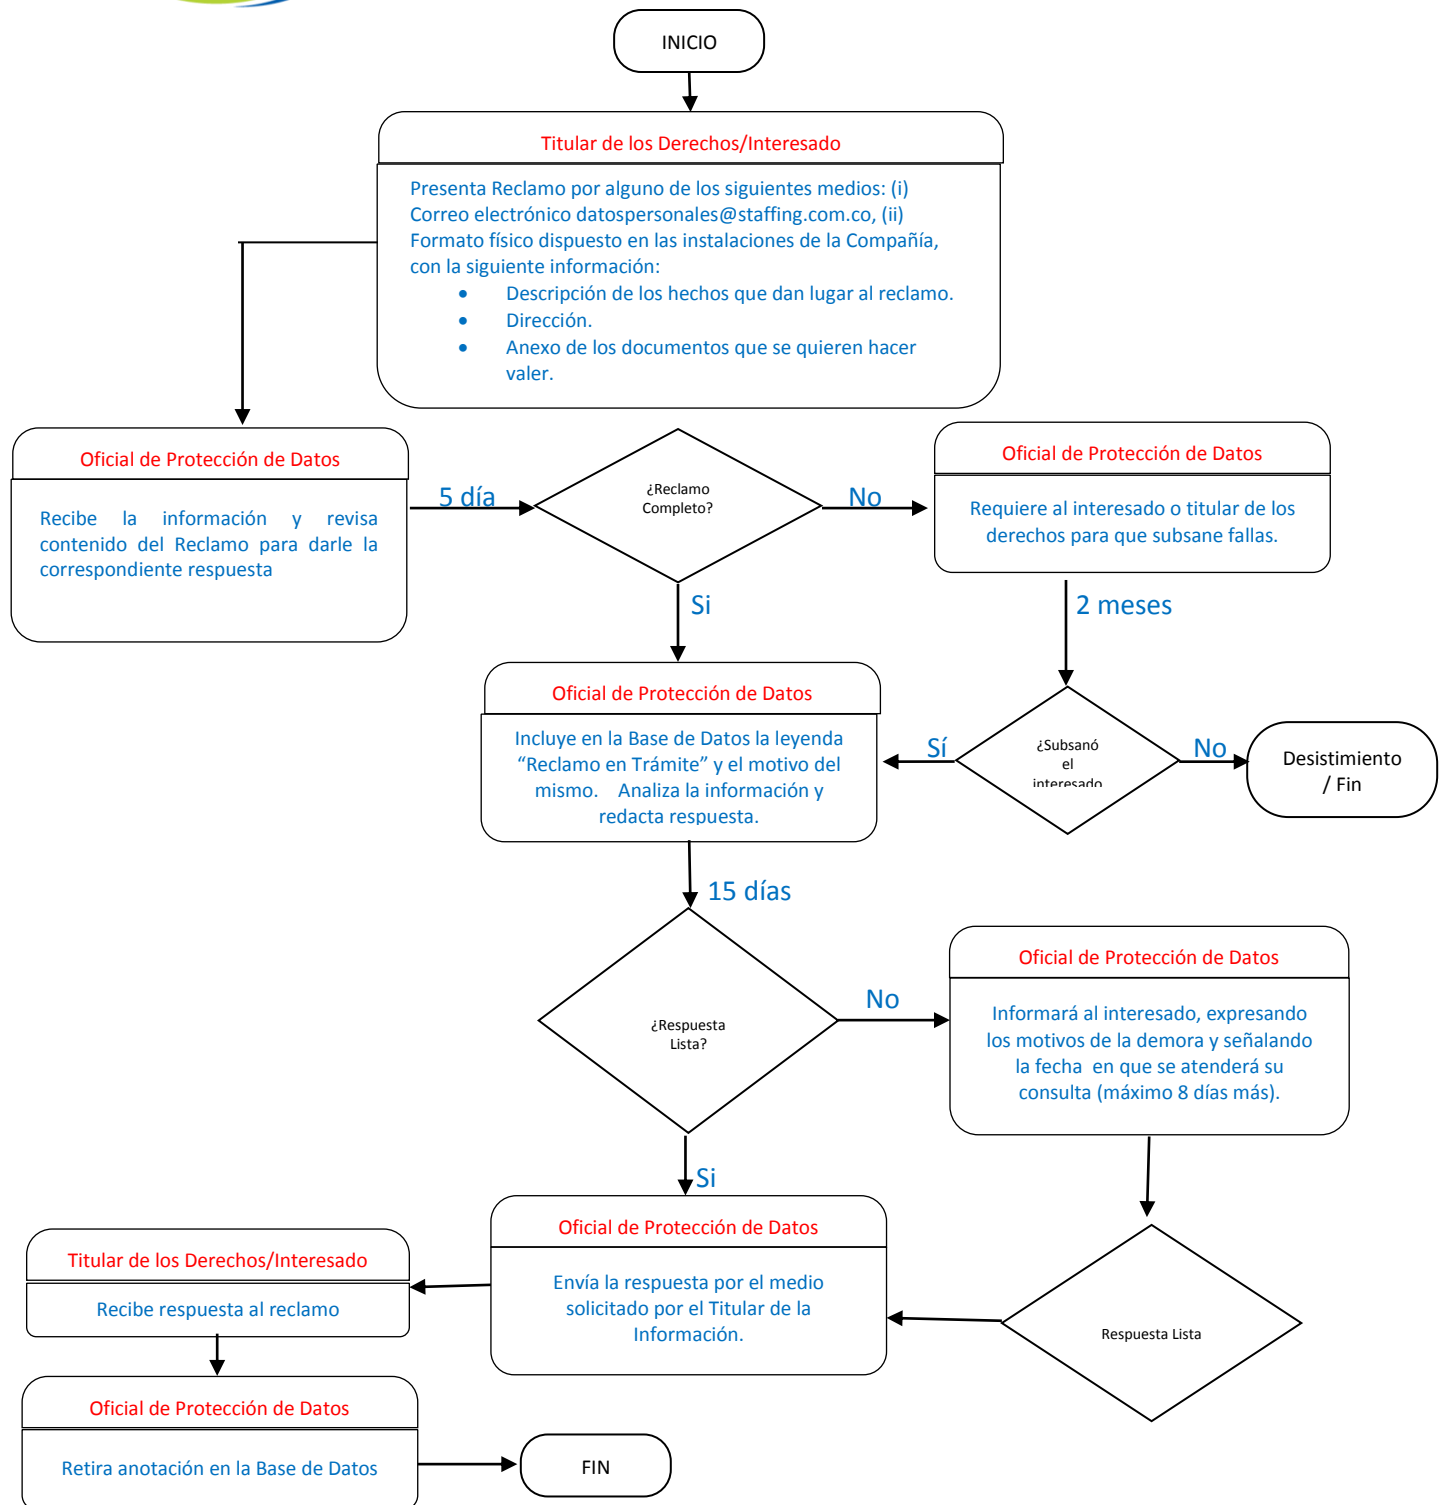 INICIO
Titular de los Derechos/Interesado
Presenta Reclamo por alguno de los siguientes medios: (i)
Correo electrónico datospersonales@staffing.com.co, (ii)
Formato físico dispuesto en las instalaciones de la Compañía,
con la siguiente información:
• Descripción de los hechos que dan lugar al reclamo.
• Dirección.
• Anexo de los documentos que se quieren hacer
valer.
Oficial de Protección de Datos
Recibe la información y revisa
contenido del Reclamo para darle la
correspondiente respuesta
5 día
¿Reclamo
Completo?
No
Oficial de Protección de Datos
Requiere al interesado o titular de los
derechos para que subsane fallas.
Si
2 meses
Oficial de Protección de Datos
Incluye en la Base de Datos la leyenda
“Reclamo en Trámite” y el motivo del
mismo. Analiza la información y
redacta respuesta.
Sí
¿Subsanó
el
interesado
No
Desistimiento
/ Fin
15 días
¿Respuesta
Lista?
No
Oficial de Protección de Datos
Informará al interesado, expresando
los motivos de la demora y señalando
la fecha en que se atenderá su
consulta (máximo 8 días más).
Si
Oficial de Protección de Datos
Envía la respuesta por el medio
solicitado por el Titular de la
Información.
Respuesta Lista
Titular de los Derechos/Interesado
Recibe respuesta al reclamo
Oficial de Protección de Datos
Retira anotación en la Base de Datos
FIN